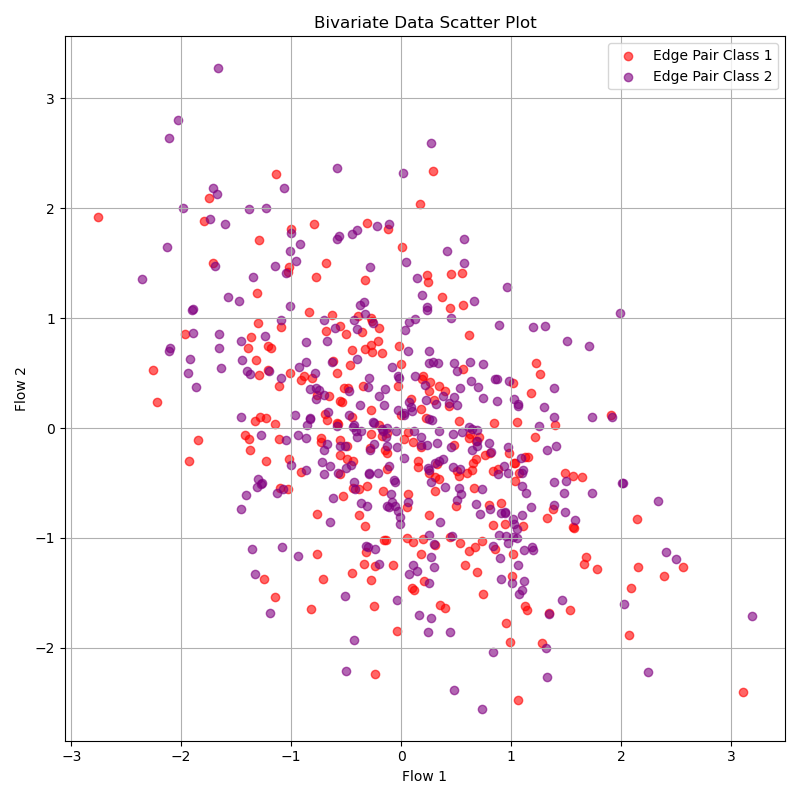 Bivariate Data Scatter Plot
Edge Pair Class 1
Edge Pair Class 2
Flow 2
3
2
1
0
−1
−2
−3
−2
−1
0
1
2
3
Flow 1